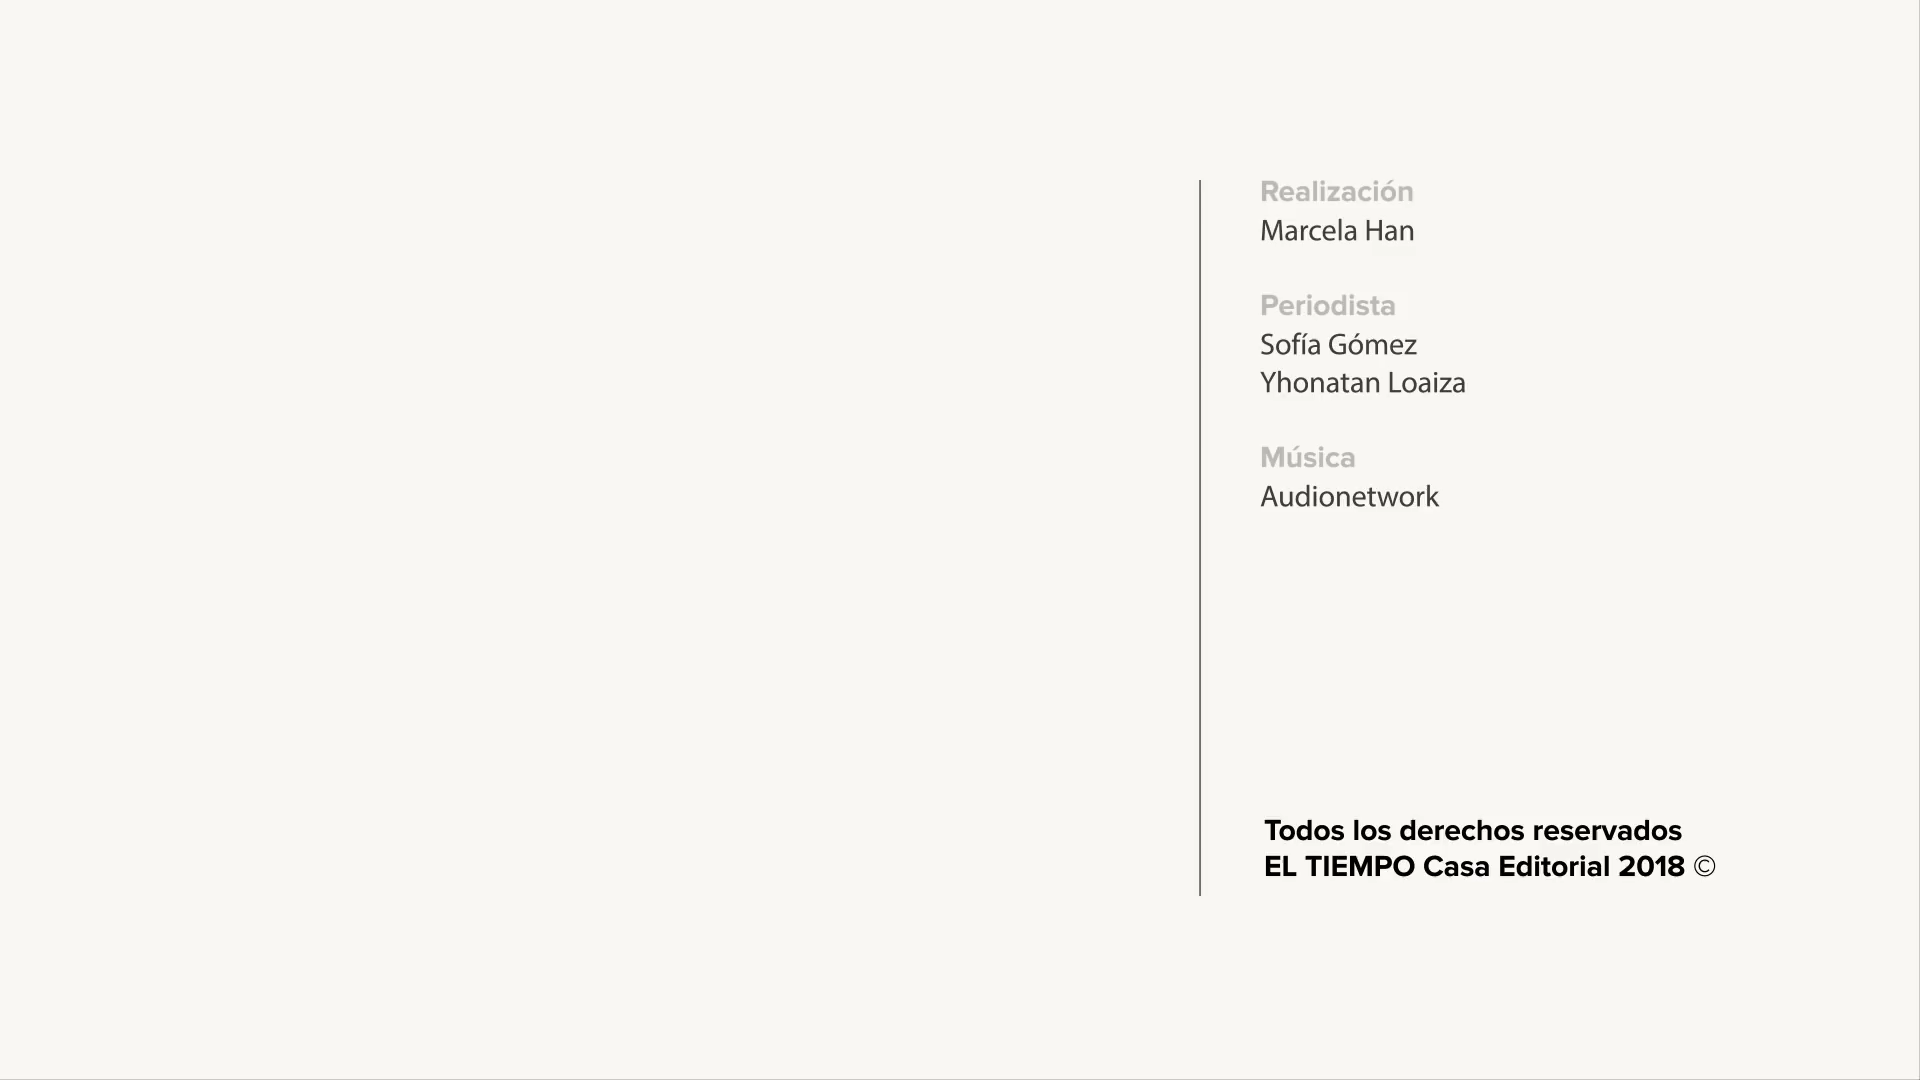 Realización
Marcela Han
Periodista
Sofía Gómez
Yhonatan Loaiza
Música
Audionetwork
Todos los derechos reservados
EL TIEMPO Casa Editorial 2018 ©